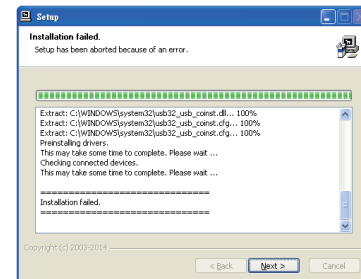 Setup
Installation failed.
Setup has been aborted because of an error.
Extract: C:\WINDOWS\system32\usb32_usb_coinst.dll... 100%
Extract: C:\WINDOWS\system32\usb32_usb_coinst.cfg... 100%
Extract: C:\WINDOWS\system32\usb32_usb_coinst.cfg... 100%
Preinstalling drivers.
This may take some time to complete. Please wait ...
Checking connected devices.
This may take some time to complete. Please wait ...
==============================
Installation failed.
==============================
Copyright (c) 2003-2014
< Back
Next >
Cancel